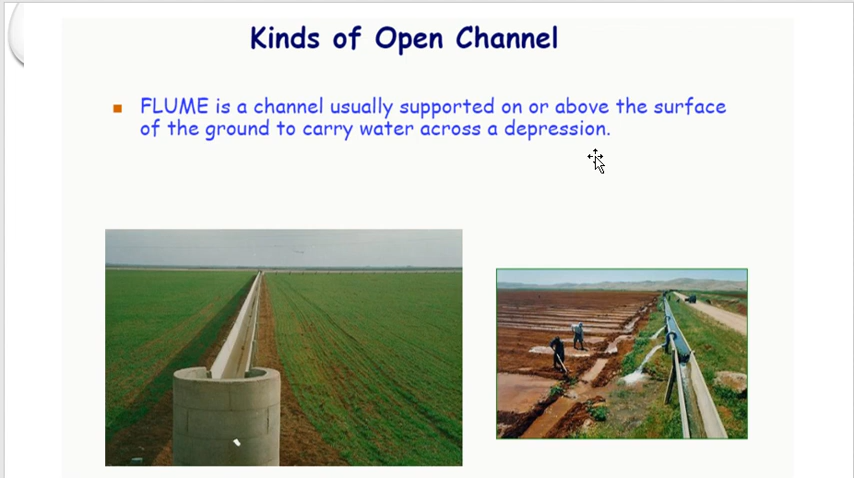 Kinds of Open Channel
FLUME is a channel usually supported on or above the surface
of the ground to carry water across a depression.